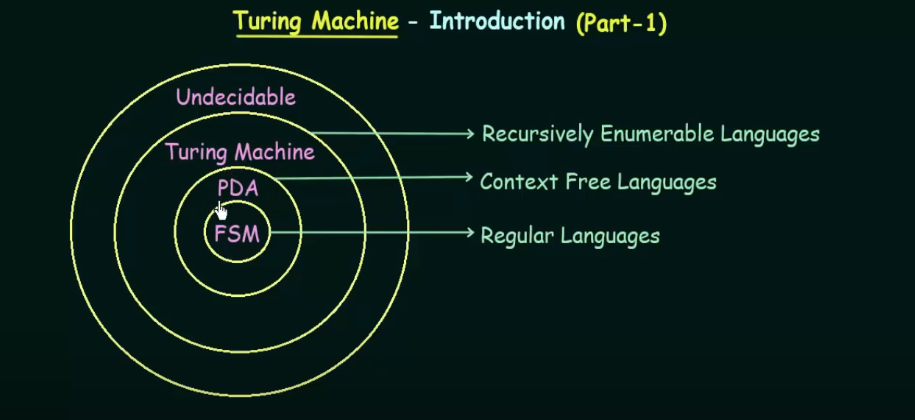 Turing Machine - Introduction (Part-1)
Undecidable
Recursively Enumerable Languages
Turing Machine
Context Free Languages
PDA
FSM
Regular Languages